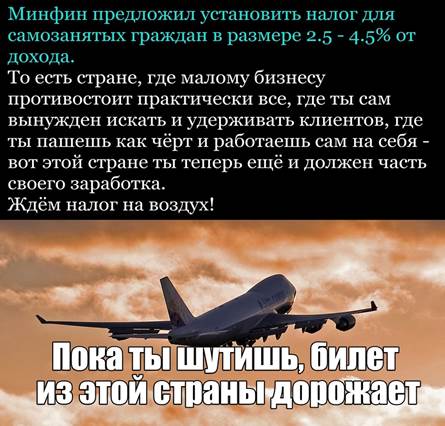 Минфин предложил установить налог для
самозанятых граждан в размере 2.5 - 4.5% от
дохода.
То есть стране, где малому бизнесу
противостоит практически все, где ты сам
вынужден искать и удерживать клиентов, где
ты пашешь как чёрт и работаешь сам на себя -
вот этой стране ты теперь ещё и должен часть
своего заработка.
Ждём налог на воздух!
Пока ты шутишь, билет
из этой страны дорожает